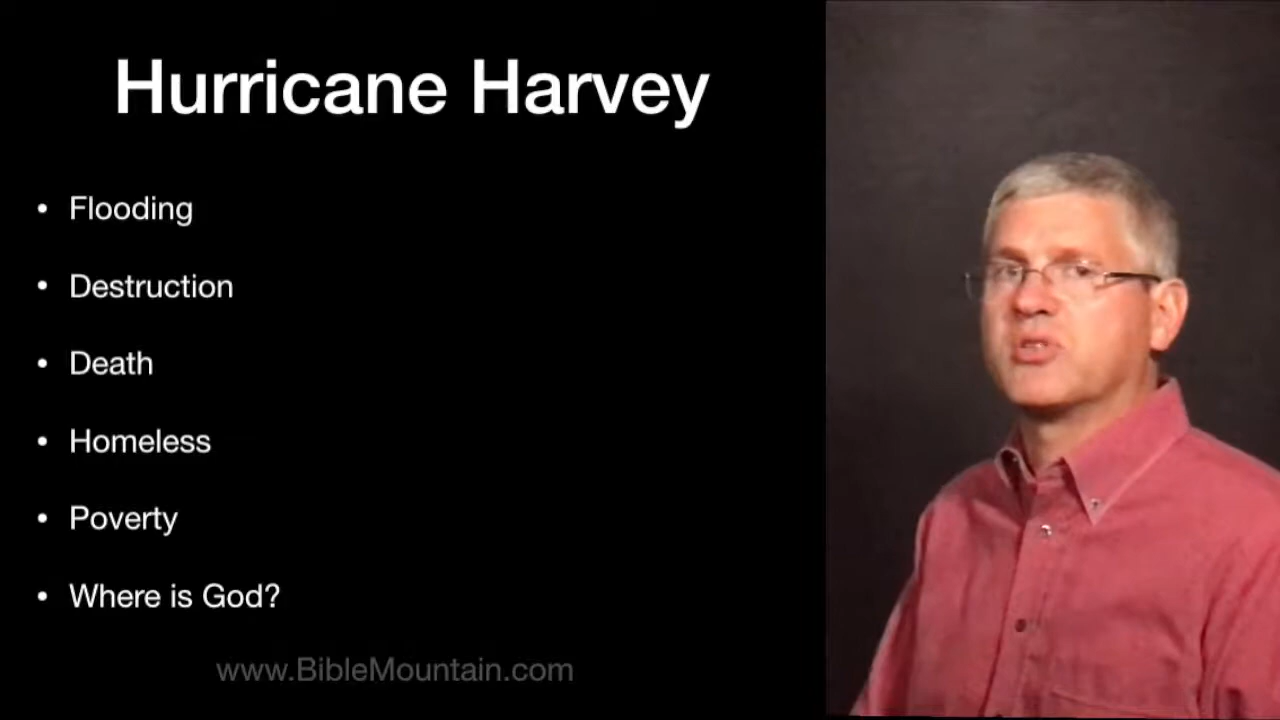 Hurricane Harvey
• Flooding
• Destruction
• Death
• Homeless
• Poverty
• Where is God?
www.BibleMountain.com